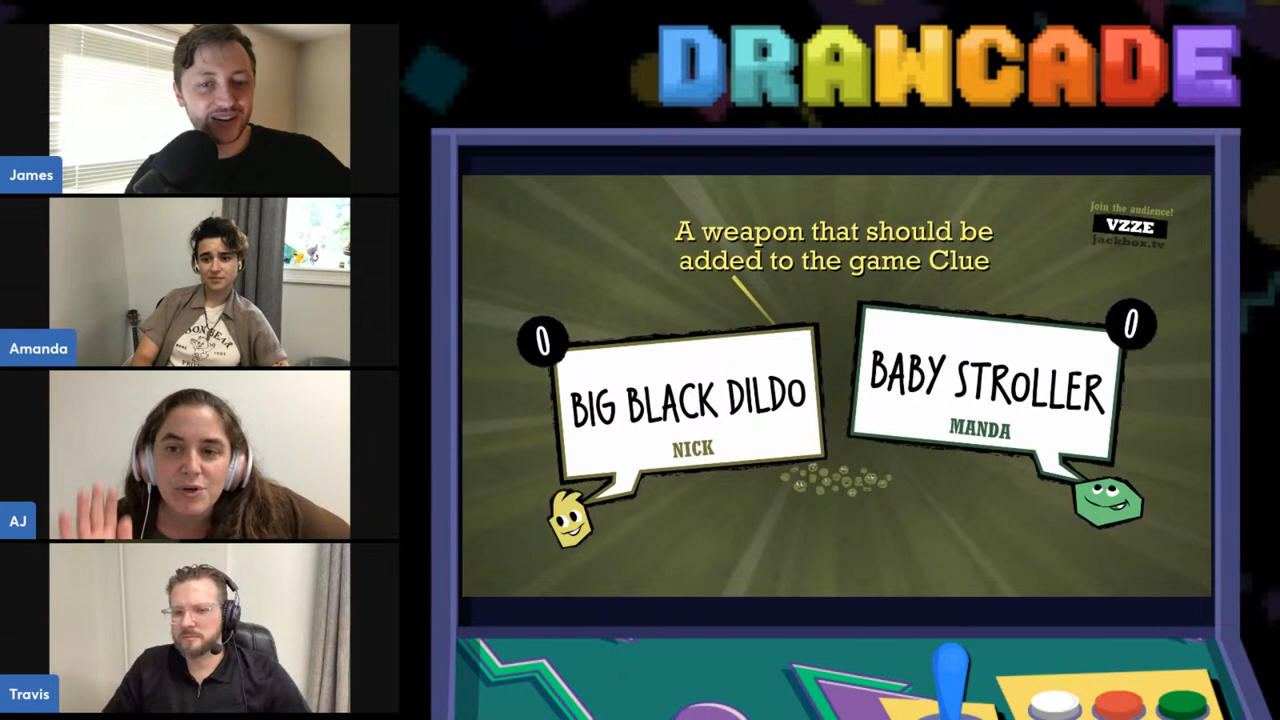 DRAWCADE
James
Amanda
AJ
Travis
A weapon that should be
added to the game Clue
Join the audience!
VZZE
jackbox.tv
0
BIG BLACK DILDO
NICK
0
BABY STROLLER
MANDA